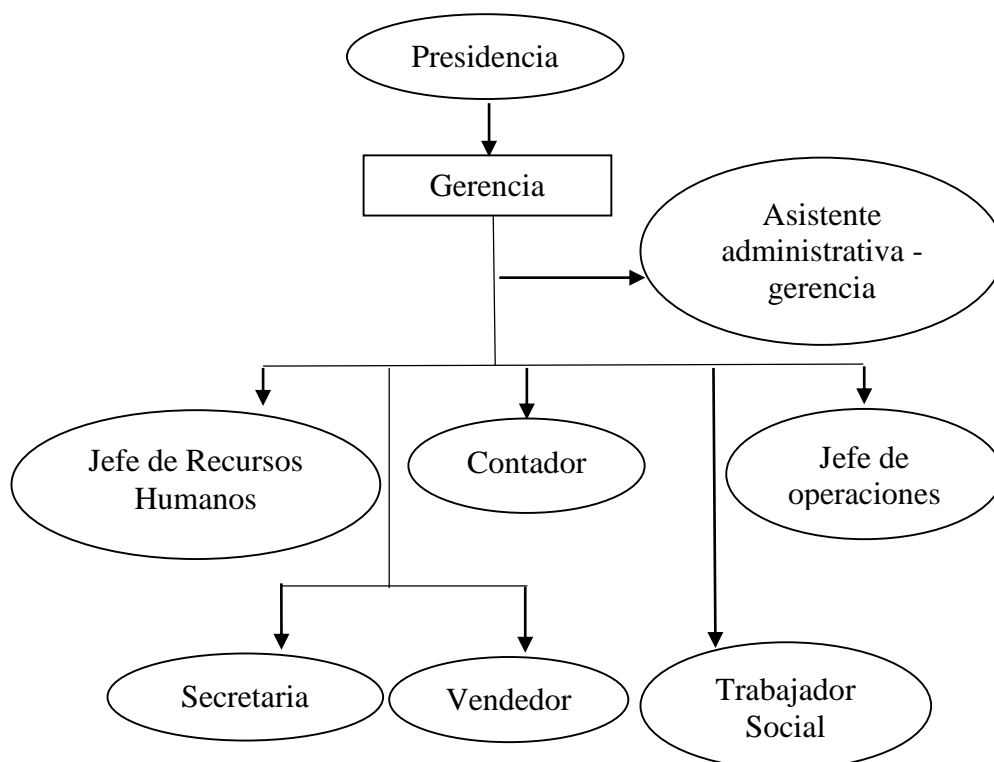 Presidencia
Gerencia
Asistente
administrativa -
gerencia
Jefe de Recursos
Humanos
Contador
Jefe de
operaciones
Secretaria
Vendedor
Trabajador
Social